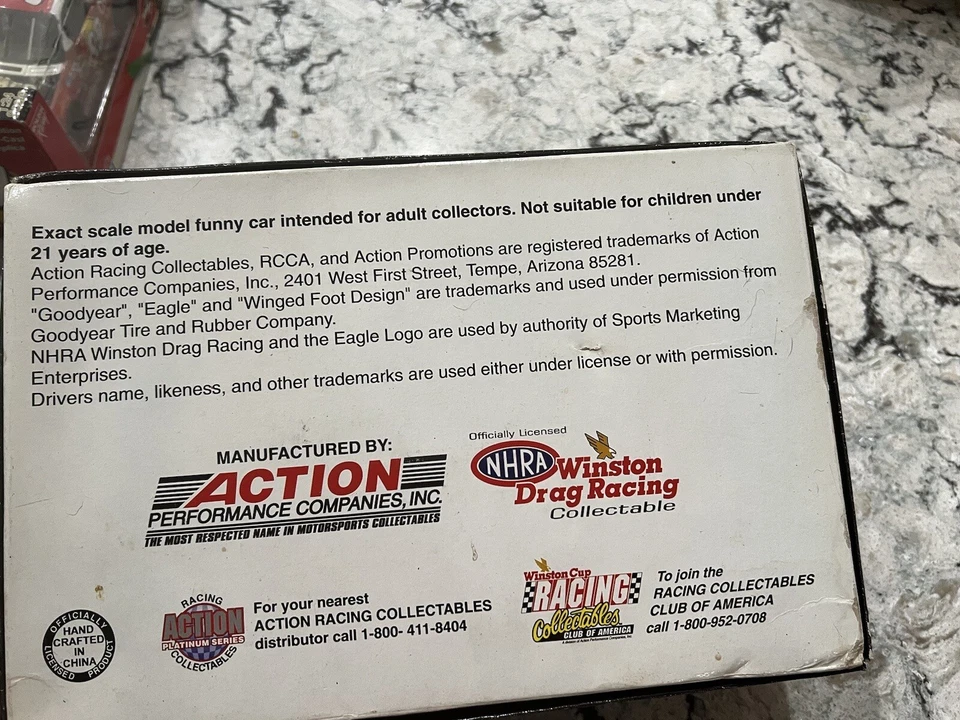 Exact scale model funny car intended for adult collectors. Not suitable for children under
21 years of age.
Action Racing Collectables, RCCA, and Action Promotions are registered trademarks of Action
Performance Companies, Inc., 2401 West First Street, Tempe, Arizona 85281.
"Goodyear", "Eagle" and "Winged Foot Design" are trademarks and used under permission from
Goodyear Tire and Rubber Company.
NHRA Winston Drag Racing and the Eagle Logo are used by authority of Sports Marketing
Enterprises.
Drivers name, likeness, and other trademarks are used either under license or with permission.
MANUFACTURED BY:
ACTION
PERFORMANCE COMPANIES, INC.
THE MOST RESPECTED NAME IN MOTORSPORTS COLLECTABLES
Officially Licensed
NHRA Winston
Drag Racing
Collectable
OFFICIALLY LICENSED PRODUCT
HAND
CRAFTED
IN
CHINA
RACING
ACTION
PLATINUM SERIES
COLLECTABLES
For your nearest
ACTION RACING COLLECTABLES
distributor call 1-800- 411-8404
Winston Cup
RACING
Collectables
CLUB OF AMERICA
To join the
RACING COLLECTABLES
CLUB OF AMERICA
call 1-800-952-0708